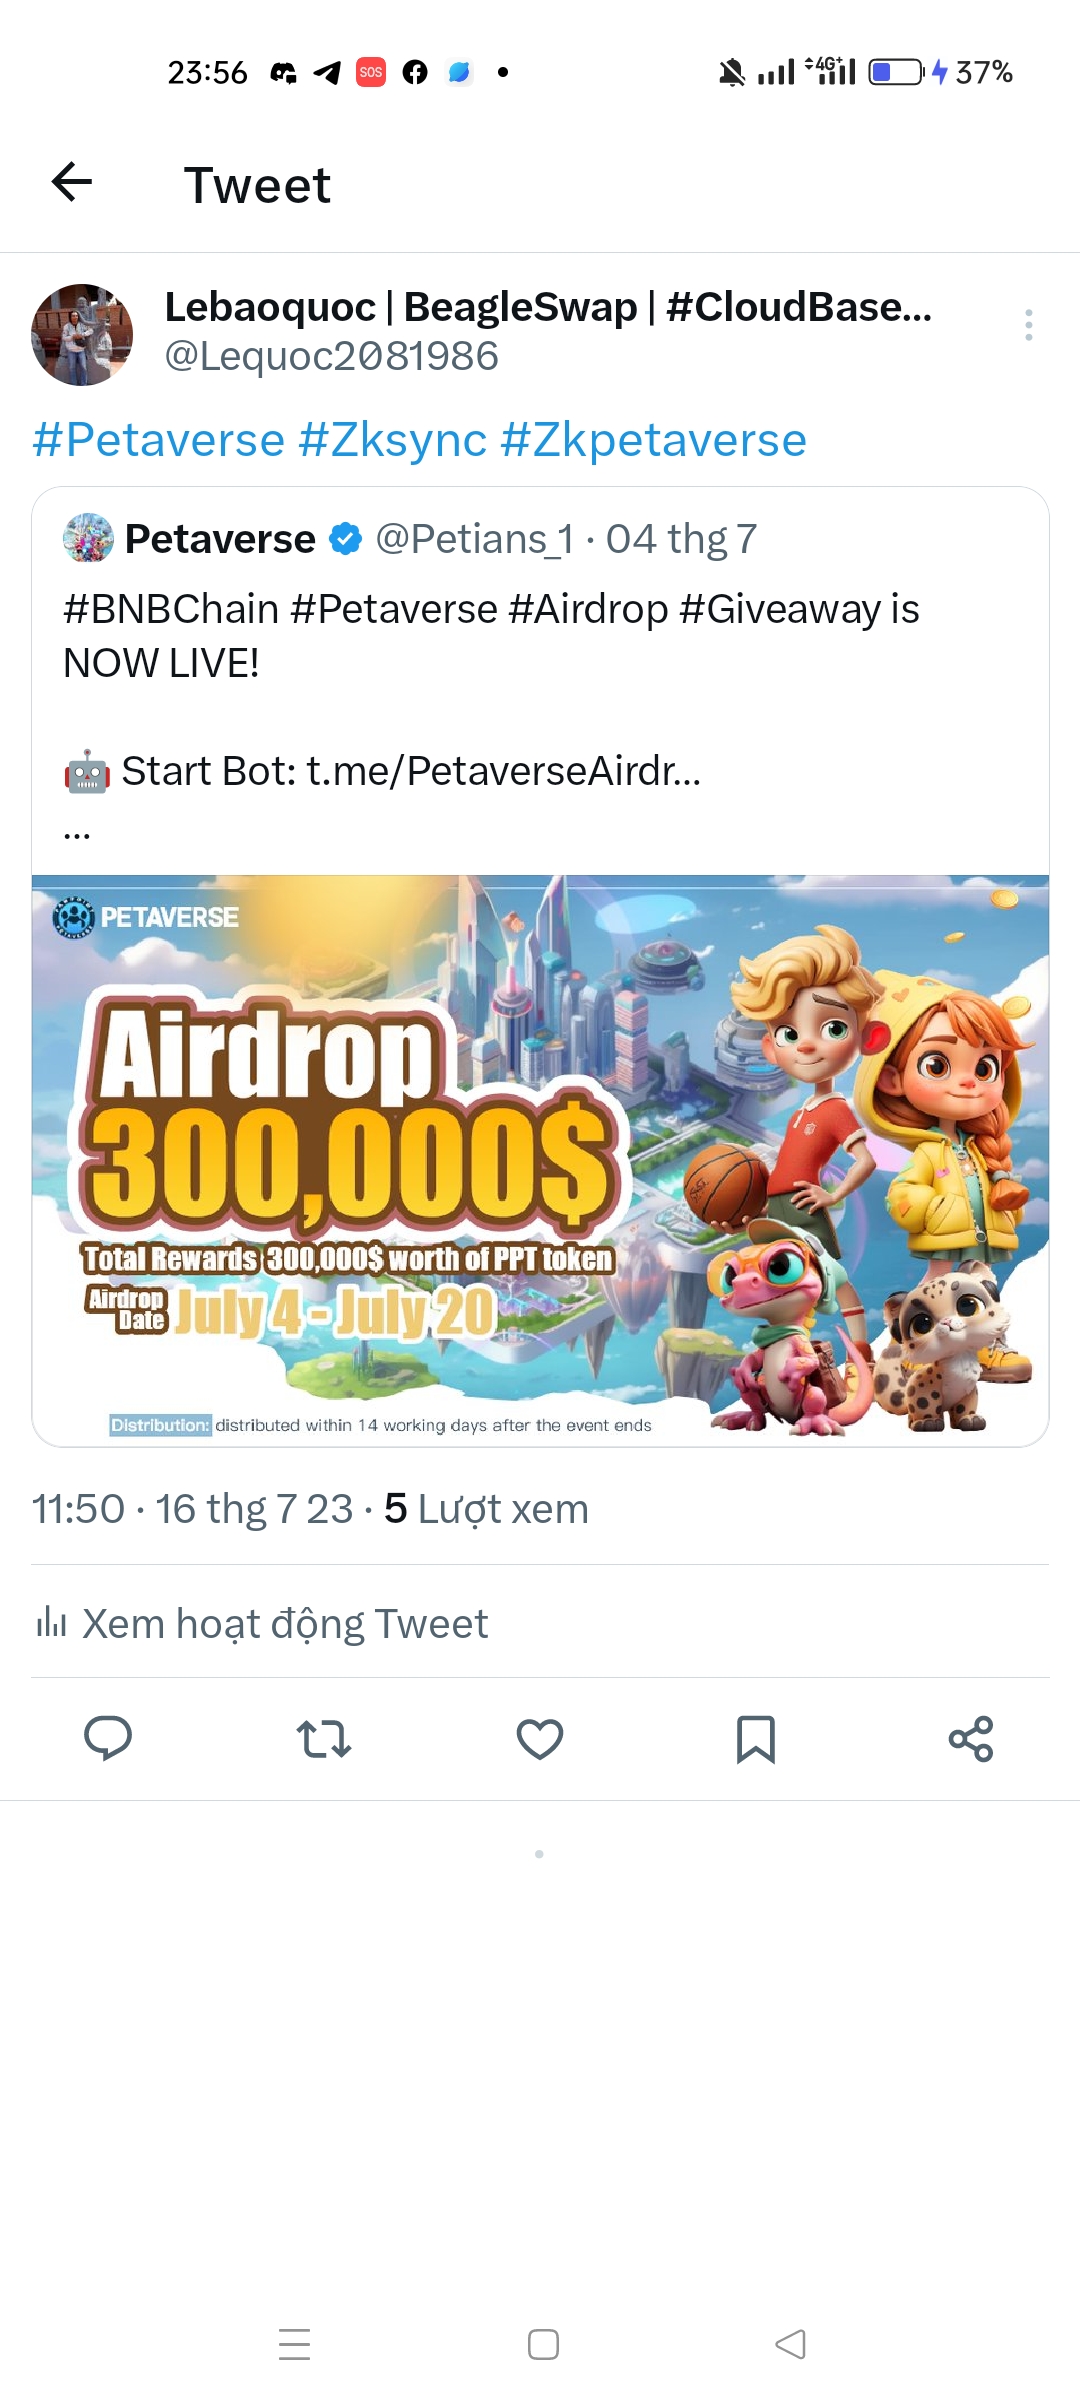 23:56 SOS 4G+ 37%
Tweet
Lebaoquoc | BeagleSwap | #CloudBase...
@Lequoc2081986
#Petaverse #Zksync #Zkpetaverse
Petaverse @Petians_1 · 04 thg 7
#BNBChain #Petaverse #Airdrop #Giveaway is
NOW LIVE!
🤖 Start Bot: t.me/PetaverseAirdr...
...
PETAVERSE
Airdrop
300,000$
Total Rewards 300,000$ worth of PPT token
Airdrop Date July 4 - July 20
Distribution: distributed within 14 working days after the event ends
11:50 · 16 thg 7 23 · 5 Lượt xem
Xem hoạt động Tweet